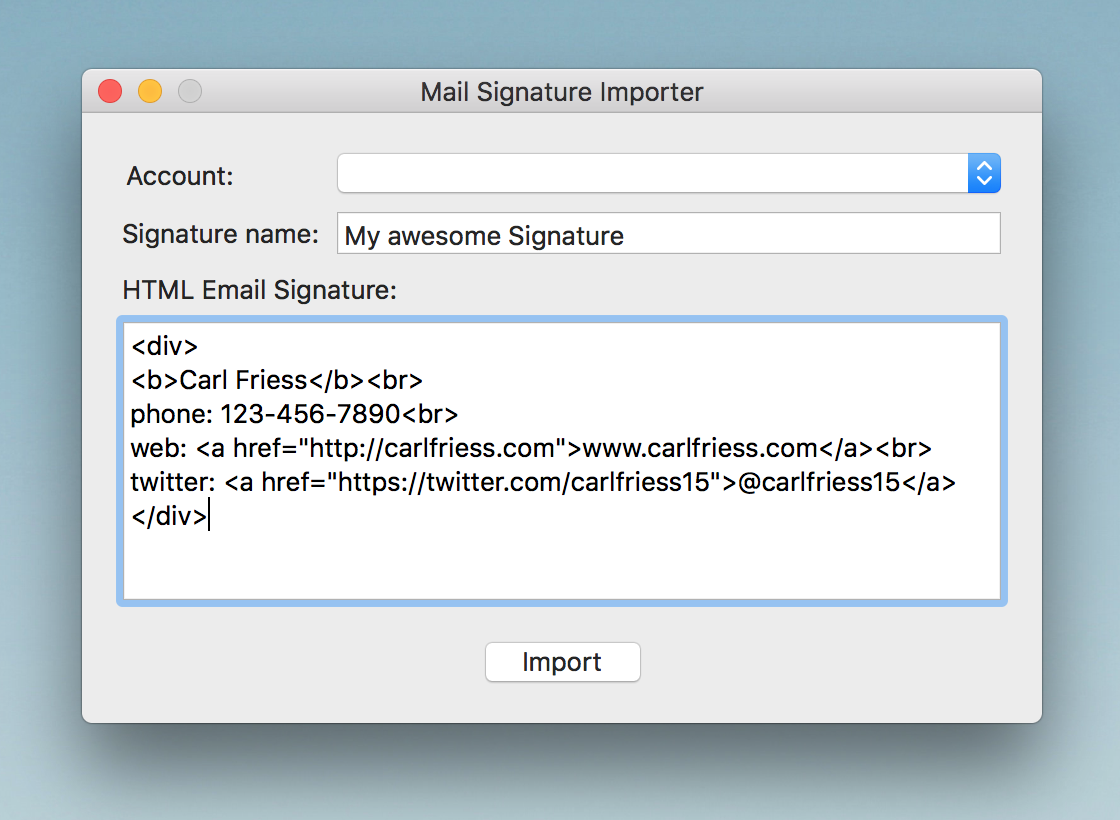 Mail Signature Importer
Account:
Signature name: My awesome Signature
HTML Email Signature:
<div>
<b>Carl Friess</b><br>
phone: 123-456-7890<br>
web: <a href="http://carlfriess.com">www.carlfriess.com</a><br>
twitter: <a href="https://twitter.com/carlfriess15">@carlfriess15</a>
</div>
Import